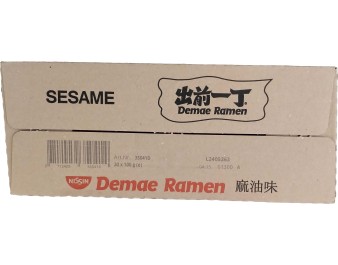 SESAME
出前一丁
Demae Ramen
NISSIN Demae Ramen 麻油味